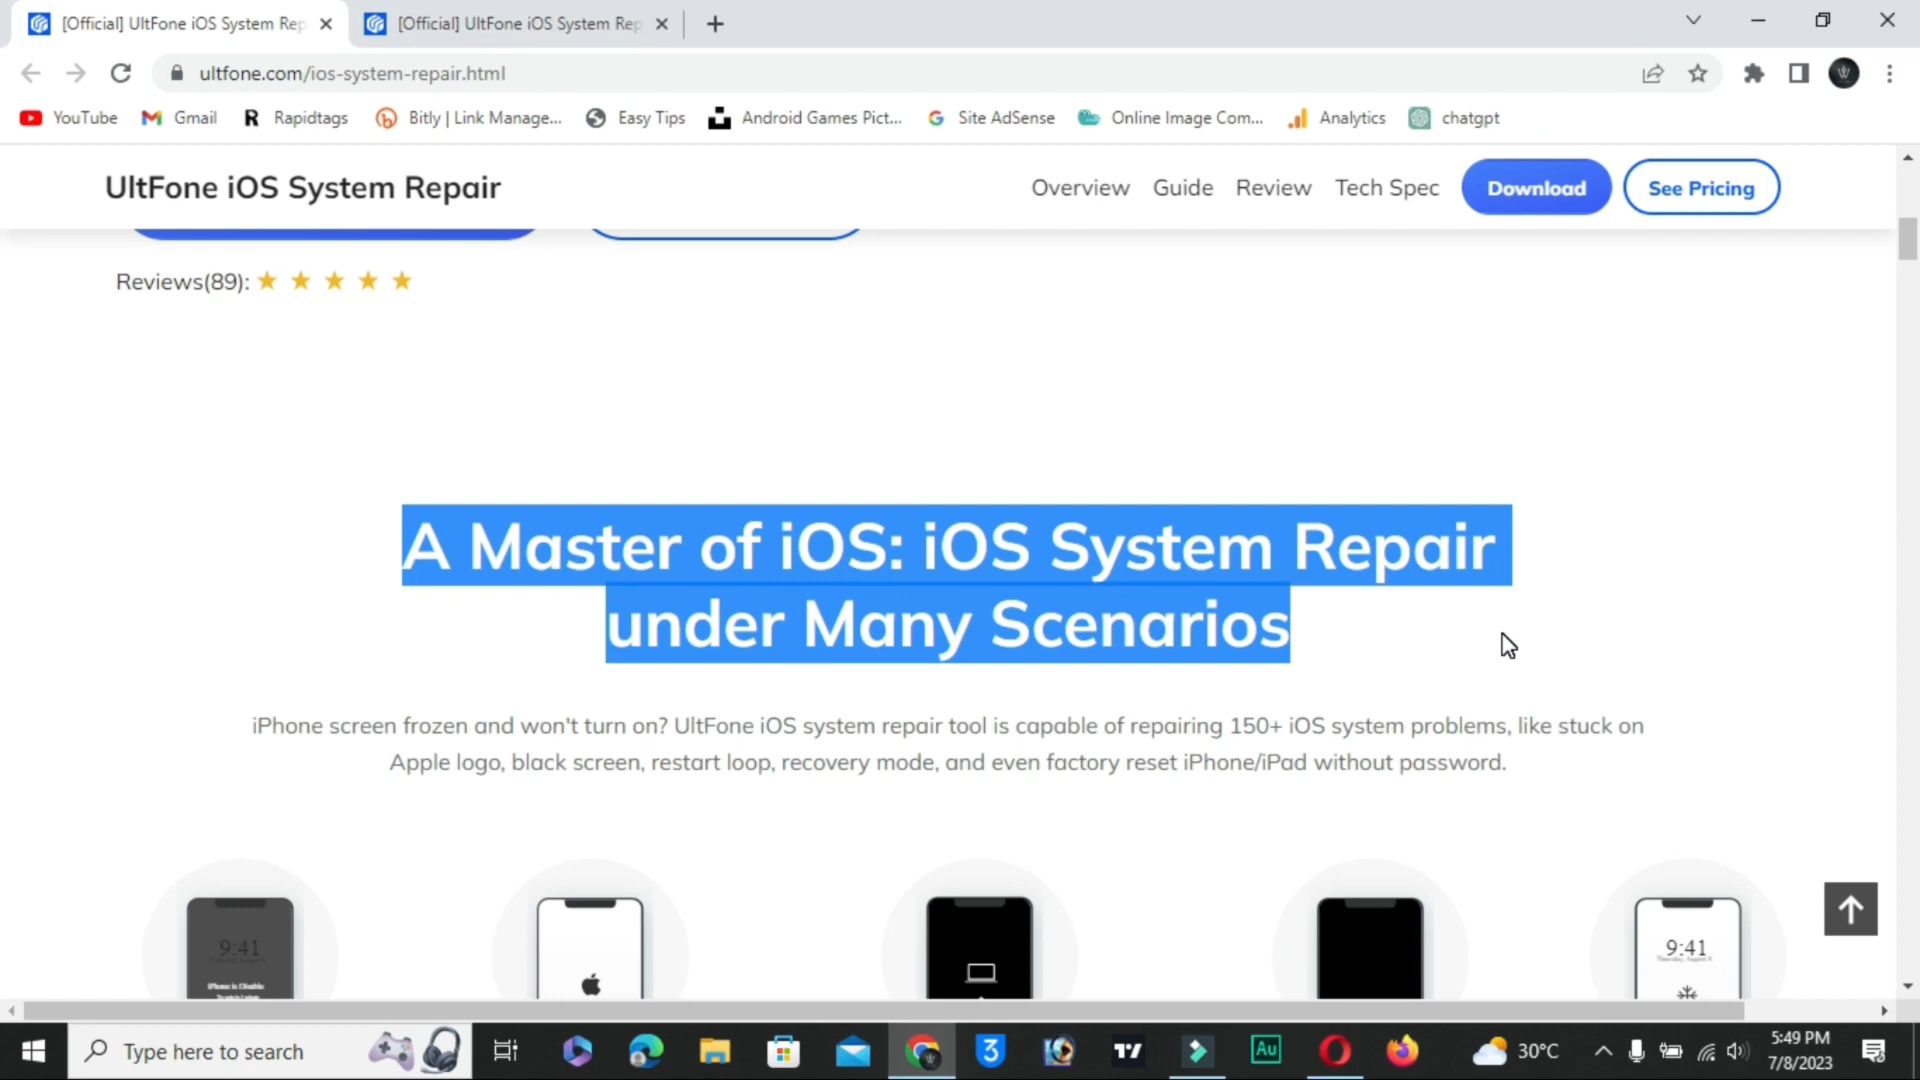 [Official] UltFone iOS System Rep
[Official] UltFone iOS System Rep
ultfone.com/ios-system-repair.html
YouTube
Gmail
Rapidtags
Bitly | Link Manage...
Easy Tips
Android Games Pict...
Site AdSense
Online Image Com...
Analytics
chatgpt
UltFone iOS System Repair
Overview
Guide
Review
Tech Spec
Download
See Pricing
Reviews(89):
A Master of iOS: iOS System Repair
under Many Scenarios
iPhone screen frozen and won't turn on? UltFone iOS system repair tool is capable of repairing 150+ iOS system problems, like stuck on
Apple logo, black screen, restart loop, recovery mode, and even factory reset iPhone/iPad without password.
9:41
iPhone is Disable
9:41
Type here to search
3
Au
30°C
5:49 PM
7/8/2023